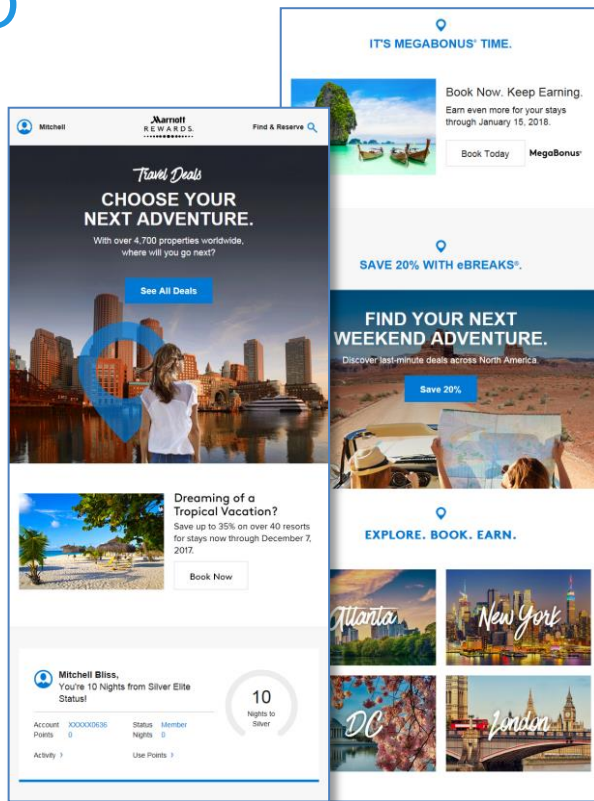 Mitchell
Marriott
REWARDS.
Find & Reserve
Travel Deals
CHOOSE YOUR
NEXT ADVENTURE.
With over 4,700 properties worldwide,
where will you go next?
See All Deals
Dreaming of a
Tropical Vacation?
Save up to 35% on over 40 resorts
for stays now through December 7,
2017.
Book Now
Mitchell Bliss,
You're 10 Nights from Silver Elite
Status!
Account XXXXX0636
Status Member
Points 0
Nights 0
Activity >
Use Points >
10
Nights to
Silver
IT'S MEGABONUS® TIME.
Book Now. Keep Earning.
Earn even more for your stays
through January 15, 2018.
Book Today
MegaBonus®
SAVE 20% WITH eBREAKS®.
FIND YOUR NEXT
WEEKEND ADVENTURE.
Discover last-minute deals across North America.
Save 20%
EXPLORE. BOOK. EARN.
Atlanta
New York
DC
London